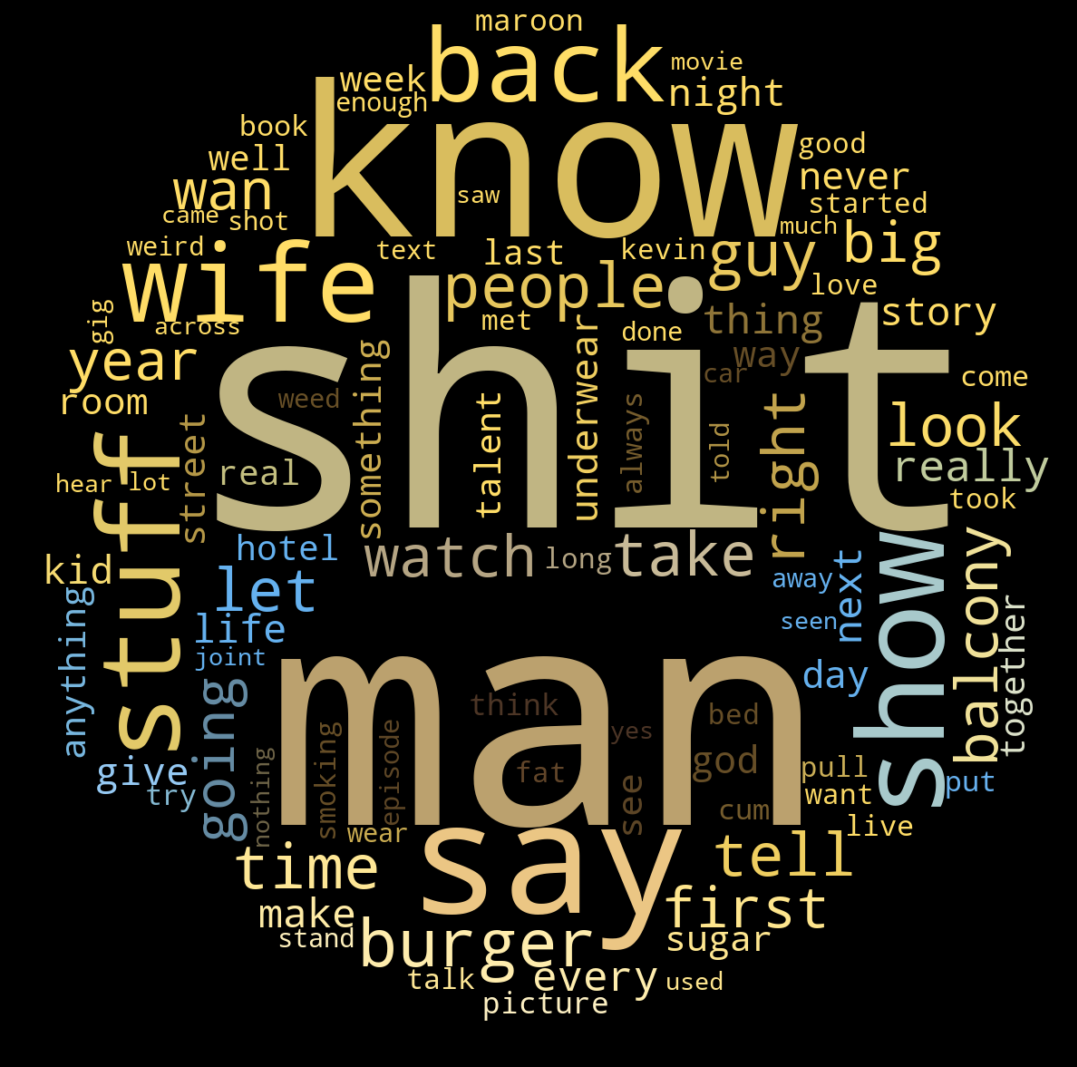 maroon
back
movie
week
night
enough
know
book
good
well
never
wan
saw
started
came
shot
much
weird
text
last
kevin
guy
big
wife
people
love
gig
across
met
done
thing
story
year
shit
way
something
underwear
car
come
room
weed
talent
always
told
right
look
street
real
really
hear
lot
took
stuff
hotel
watch
long
take
kid
let
away
next
show
balcony
anything
life
seen
together
joint
man
day
going
think
bed
yes
smoking
episode
nothing
fat
see
god
pull
give
put
try
cum
want
wear
live
time
say
tell
make
first
stand
burger
sugar
talk
every
used
picture